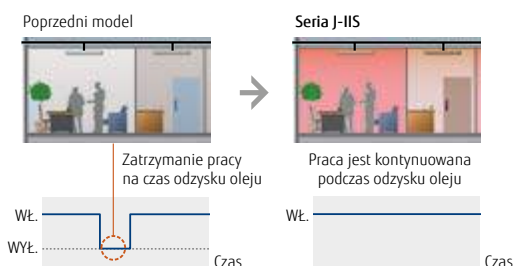 Poprzedni model
Seria J-IIS
Zatrzymanie pracy
na czas odzysku oleju
Praca jest kontynuowana
podczas odzysku oleju
WŁ.
WYŁ.
Czas
WŁ.
Czas